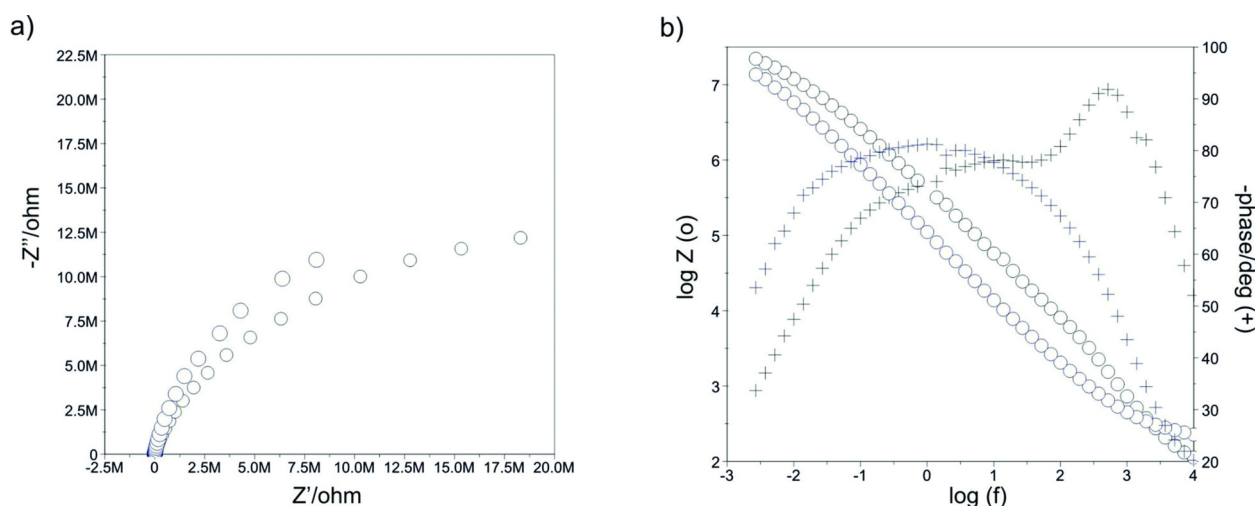 a)
22.5M
20.0M
17.5M
15.0M
12.5M
10.0M
7.5M
5.0M
2.5M
0
-Z"/ohm
-2.5M 0 2.5M 5.0M 7.5M 10.0M 12.5M 15.0M 17.5M 20.0M
Z'/ohm
b)
7
6
5
4
3
2
log Z (o)
100
90
80
70
60
50
40
30
20
-phase/deg (+)
-3 -2 -1 0 1 2 3 4
log (f)